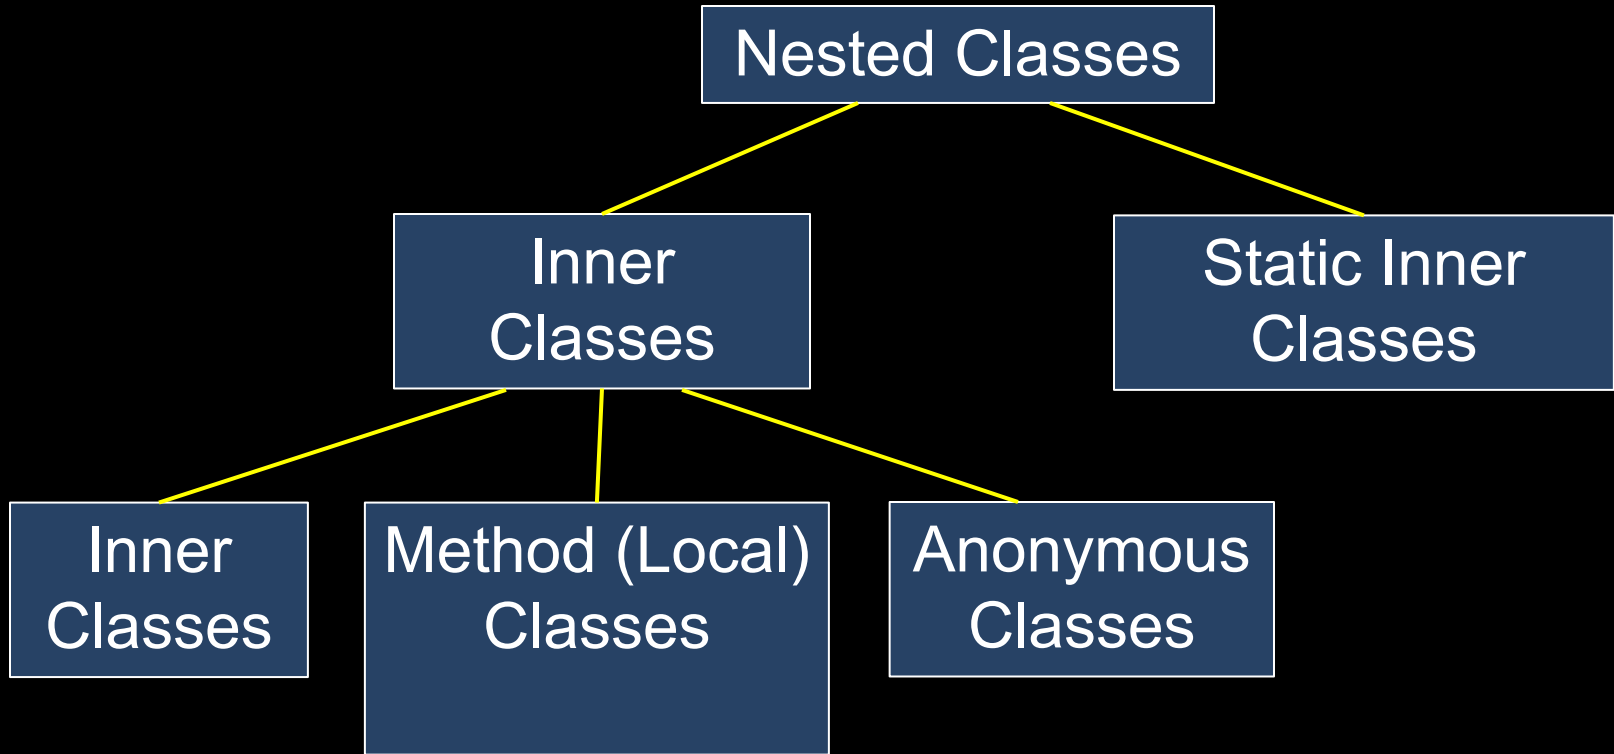 Nested Classes
Inner
Classes
Static Inner
Classes
Inner
Classes
Method (Local)
Classes
Anonymous
Classes